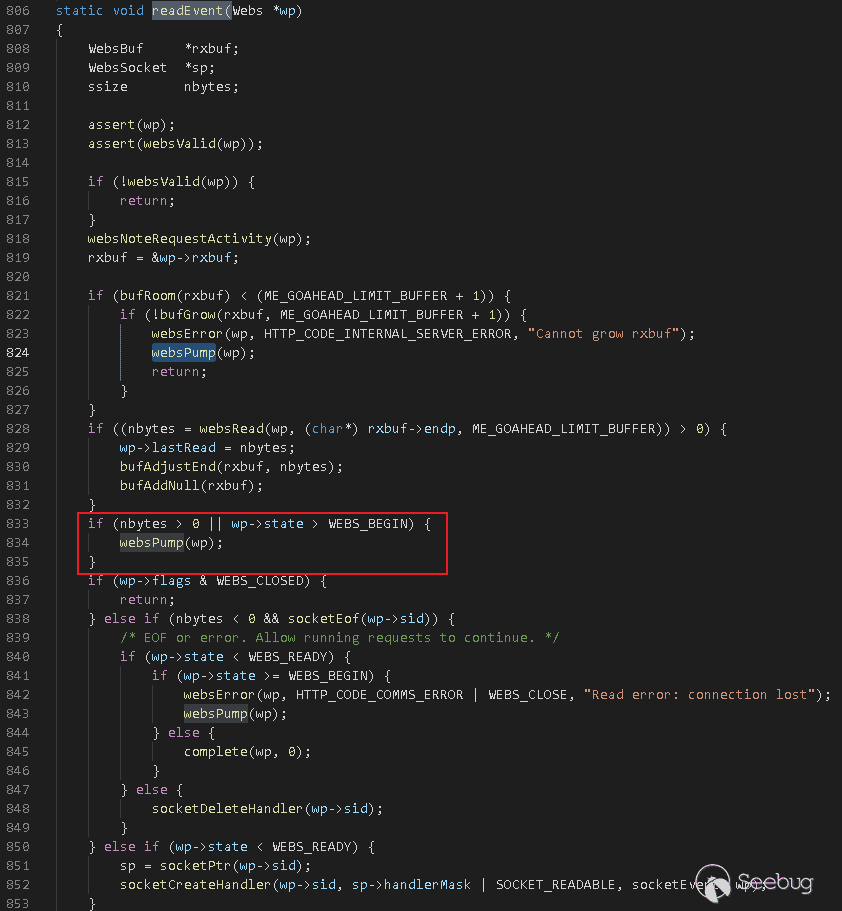 806 static void readEvent(Webs *wp)
807 {
808 WebsBuf *rxbuf;
809 WebsSocket *sp;
810 ssize nbytes;
811
812 assert(wp);
813 assert(websValid(wp));
814
815 if (!websValid(wp)) {
816 return;
817 }
818 websNoteRequestActivity(wp);
819 rxbuf = &wp->rxbuf;
820
821 if (bufRoom(rxbuf) < (ME_GOAHEAD_LIMIT_BUFFER + 1)) {
822 if (!bufGrow(rxbuf, ME_GOAHEAD_LIMIT_BUFFER + 1)) {
823 websError(wp, HTTP_CODE_INTERNAL_SERVER_ERROR, "Cannot grow rxbuf");
824 websPump(wp);
825 return;
826 }
827 }
828 if ((nbytes = websRead(wp, (char*) rxbuf->endp, ME_GOAHEAD_LIMIT_BUFFER)) > 0) {
829 wp->lastRead = nbytes;
830 bufAdjustEnd(rxbuf, nbytes);
831 bufAddNull(rxbuf);
832 }
833 if (nbytes > 0 || wp->state > WEBS_BEGIN) {
834 websPump(wp);
835 }
836 if (wp->flags & WEBS_CLOSED) {
837 return;
838 } else if (nbytes < 0 && socketEof(wp->sid)) {
839 /* EOF or error. Allow running requests to continue. */
840 if (wp->state < WEBS_READY) {
841 if (wp->state >= WEBS_BEGIN) {
842 websError(wp, HTTP_CODE_COMMS_ERROR | WEBS_CLOSE, "Read error: connection lost");
843 websPump(wp);
844 } else {
845 complete(wp, 0);
846 }
847 } else {
848 socketDeleteHandler(wp->sid);
849 }
850 } else if (wp->state < WEBS_READY) {
851 sp = socketPtr(wp->sid);
852 socketCreateHandler(wp->sid, sp->handlerMask | SOCKET_READABLE, wp);
853 }
Seebug